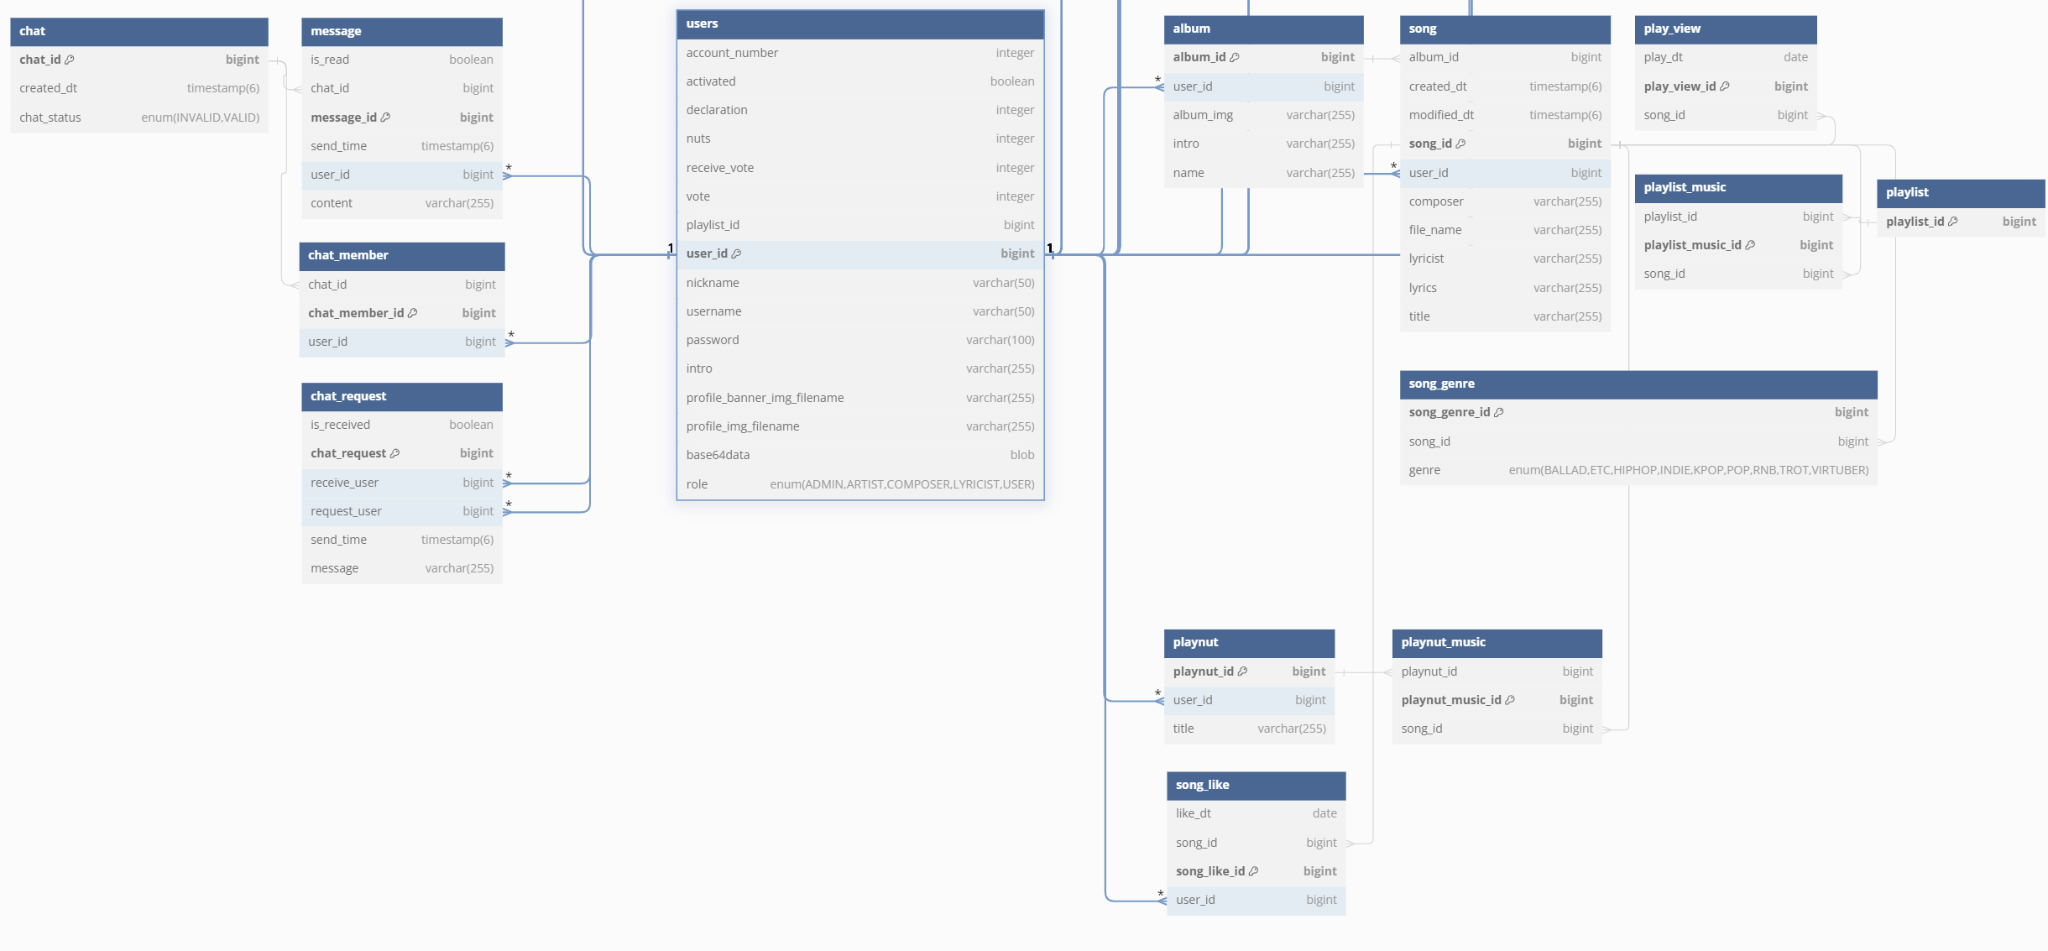 chat
chat_id bigint
created_dt timestamp(6)
chat_status enum(INVALID,VALID)
message
is_read boolean
chat_id bigint
message_id bigint
send_time timestamp(6)
user_id bigint *
content varchar(255)
chat_member
chat_id bigint
chat_member_id bigint
user_id bigint *
chat_request
is_received boolean
chat_request bigint
receive_user bigint *
request_user bigint *
send_time timestamp(6)
message varchar(255)
users
account_number integer
activated boolean
declaration integer
nuts integer
receive_vote integer
vote integer
playlist_id bigint
1 user_id bigint 1
nickname varchar(50)
username varchar(50)
password varchar(100)
intro varchar(255)
profile_banner_img_filename varchar(255)
profile_img_filename varchar(255)
base64data blob
role enum(ADMIN,ARTIST,COMPOSER,LYRICIST,USER)
album
album_id bigint
* user_id bigint
album_img varchar(255)
intro varchar(255)
name varchar(255)
song
album_id bigint
created_dt timestamp(6)
modified_dt timestamp(6)
song_id bigint
* user_id bigint
composer varchar(255)
file_name varchar(255)
lyricist varchar(255)
lyrics varchar(255)
title varchar(255)
play_view
play_dt date
play_view_id bigint
song_id bigint
playlist_music
playlist_id bigint
playlist_music_id bigint
song_id bigint
playlist
playlist_id bigint
song_genre
song_genre_id bigint
song_id bigint
genre enum(BALLAD,ETC,HIPHOP,INDIE,KPOP,POP,RNB,TROT,VIRTUBER)
playnut
playnut_id bigint
* user_id bigint
title varchar(255)
playnut_music
playnut_id bigint
playnut_music_id bigint
song_id bigint
song_like
like_dt date
song_id bigint
song_like_id bigint
* user_id bigint